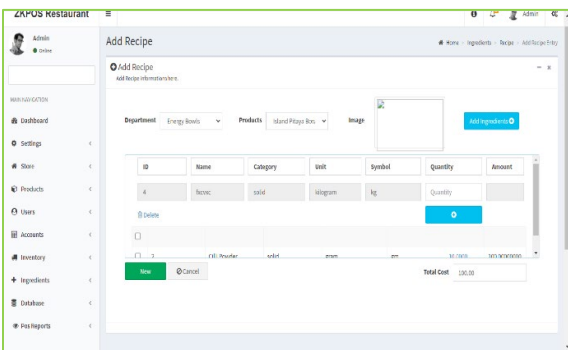 ZKPOS Restaurant
Admin
Admin
Online
Add Recipe
Home Ingredients Recipe Add Recipe Entry
Add Recipe
Add Recipe Information here.
MAIN NAVIGATION
Dashboard
Settings
Store
Products
Users
Accounts
Inventory
Ingredients
Database
Pos Reports
Department Energy Bowls Products Island Pitaya Bow Image Add Ingredients
ID Name Category Unit Symbol Quantity Amount
4 solid kilogram kg Quantity
Delete
3 Powder solid gram gm
New Cancel Total Cost 100.00